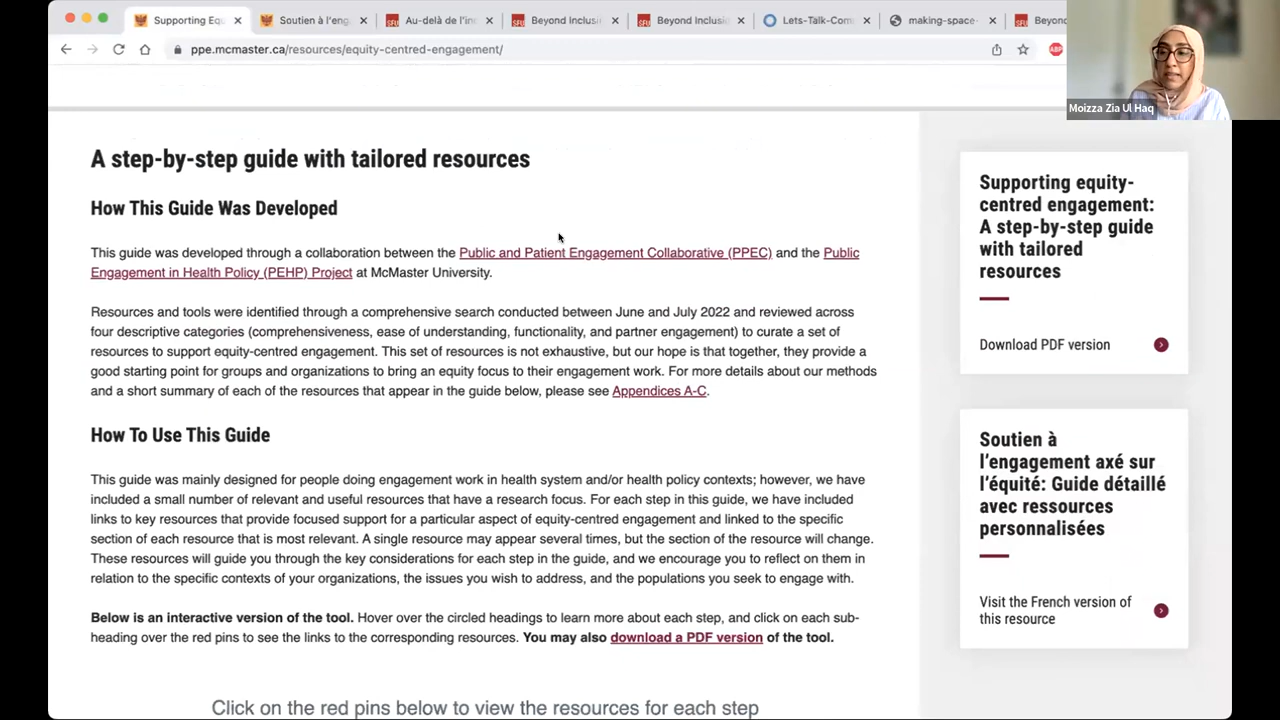 Supporting Equ
Soutien à l'eng
Au-delà de l'in
Beyond Inclusi
Beyond Inclusi
Lets-Talk-Com
making-space-
Beyon
ppe.mcmaster.ca/resources/equity-centred-engagement/
ABP
Moizza Zia Ul Haq
A step-by-step guide with tailored resources
How This Guide Was Developed
This guide was developed through a collaboration between the Public and Patient Engagement Collaborative (PPEC) and the Public
Engagement in Health Policy (PEHP) Project at McMaster University.
Resources and tools were identified through a comprehensive search conducted between June and July 2022 and reviewed across
four descriptive categories (comprehensiveness, ease of understanding, functionality, and partner engagement) to curate a set of
resources to support equity-centred engagement. This set of resources is not exhaustive, but our hope is that together, they provide a
good starting point for groups and organizations to bring an equity focus to their engagement work. For more details about our methods
and a short summary of each of the resources that appear in the guide below, please see Appendices A-C.
How To Use This Guide
This guide was mainly designed for people doing engagement work in health system and/or health policy contexts; however, we have
included a small number of relevant and useful resources that have a research focus. For each step in this guide, we have included
links to key resources that provide focused support for a particular aspect of equity-centred engagement and linked to the specific
section of each resource that is most relevant. A single resource may appear several times, but the section of the resource will change.
These resources will guide you through the key considerations for each step in the guide, and we encourage you to reflect on them in
relation to the specific contexts of your organizations, the issues you wish to address, and the populations you seek to engage with.
Below is an interactive version of the tool. Hover over the circled headings to learn more about each step, and click on each sub-
heading over the red pins to see the links to the corresponding resources. You may also download a PDF version of the tool.
Click on the red pins below to view the resources for each step
Supporting equity-
centred engagement:
A step-by-step guide
with tailored
resources
Download PDF version
Soutien à
l'engagement axé sur
l'équité: Guide détaillé
avec ressources
personnalisées
Visit the French version of
this resource